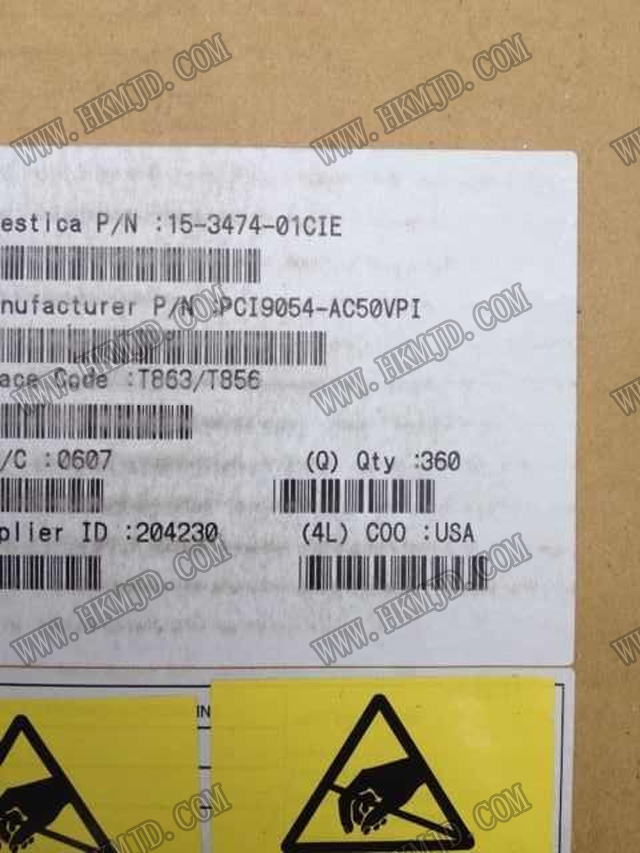 WWW.HKMJD.COM WWW.HKMJD.COM
estica P/N :15-3474-01CIE
nufacturer P/N :PCI9054-AC50VPI
WWW.HKMJD.COM WWW.HKMJD.COM
ace Code :T863/T856
/C :0607 (Q) Qty :360
plier ID :204230 (4L) COO :USA
WWW.HKMJD.COM WWW.HKMJD.COM
IN
WWW.HKMJD.COM WWW.HKMJD.COM